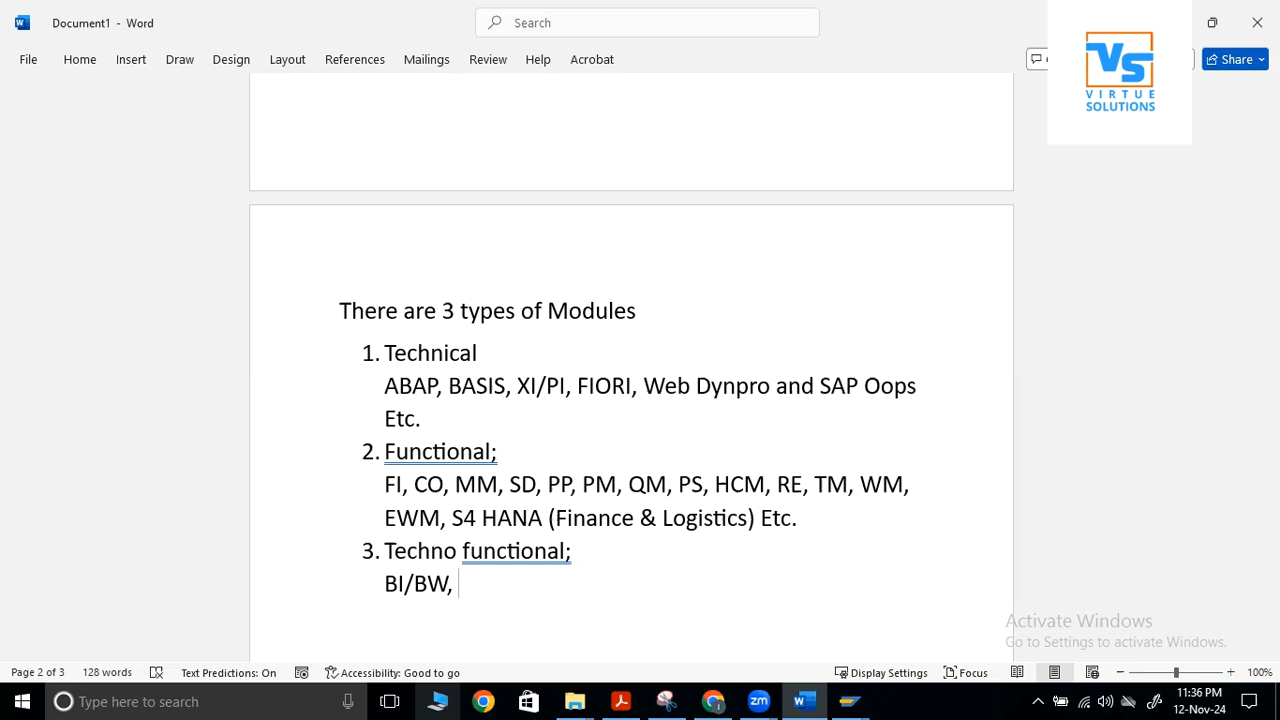 Document1 - Word
Search
VS
VIRTUE
SOLUTIONS
File Home Insert Draw Design Layout References Mailings Review Help Acrobat
Share
There are 3 types of Modules
1. Technical
ABAP, BASIS, XI/PI, FIORI, Web Dynpro and SAP Oops
Etc.
2. Functional;
FI, CO, MM, SD, PP, PM, QM, PS, HCM, RE, TM, WM,
EWM, S4 HANA (Finance & Logistics) Etc.
3. Techno functional;
BI/BW,
Activate Windows
Go to Settings to activate Windows.
Page 2 of 3 128 words Text Predictions: On Accessibility: Good to go Display Settings Focus 100%
Type here to search
11:36 PM
12-Nov-24